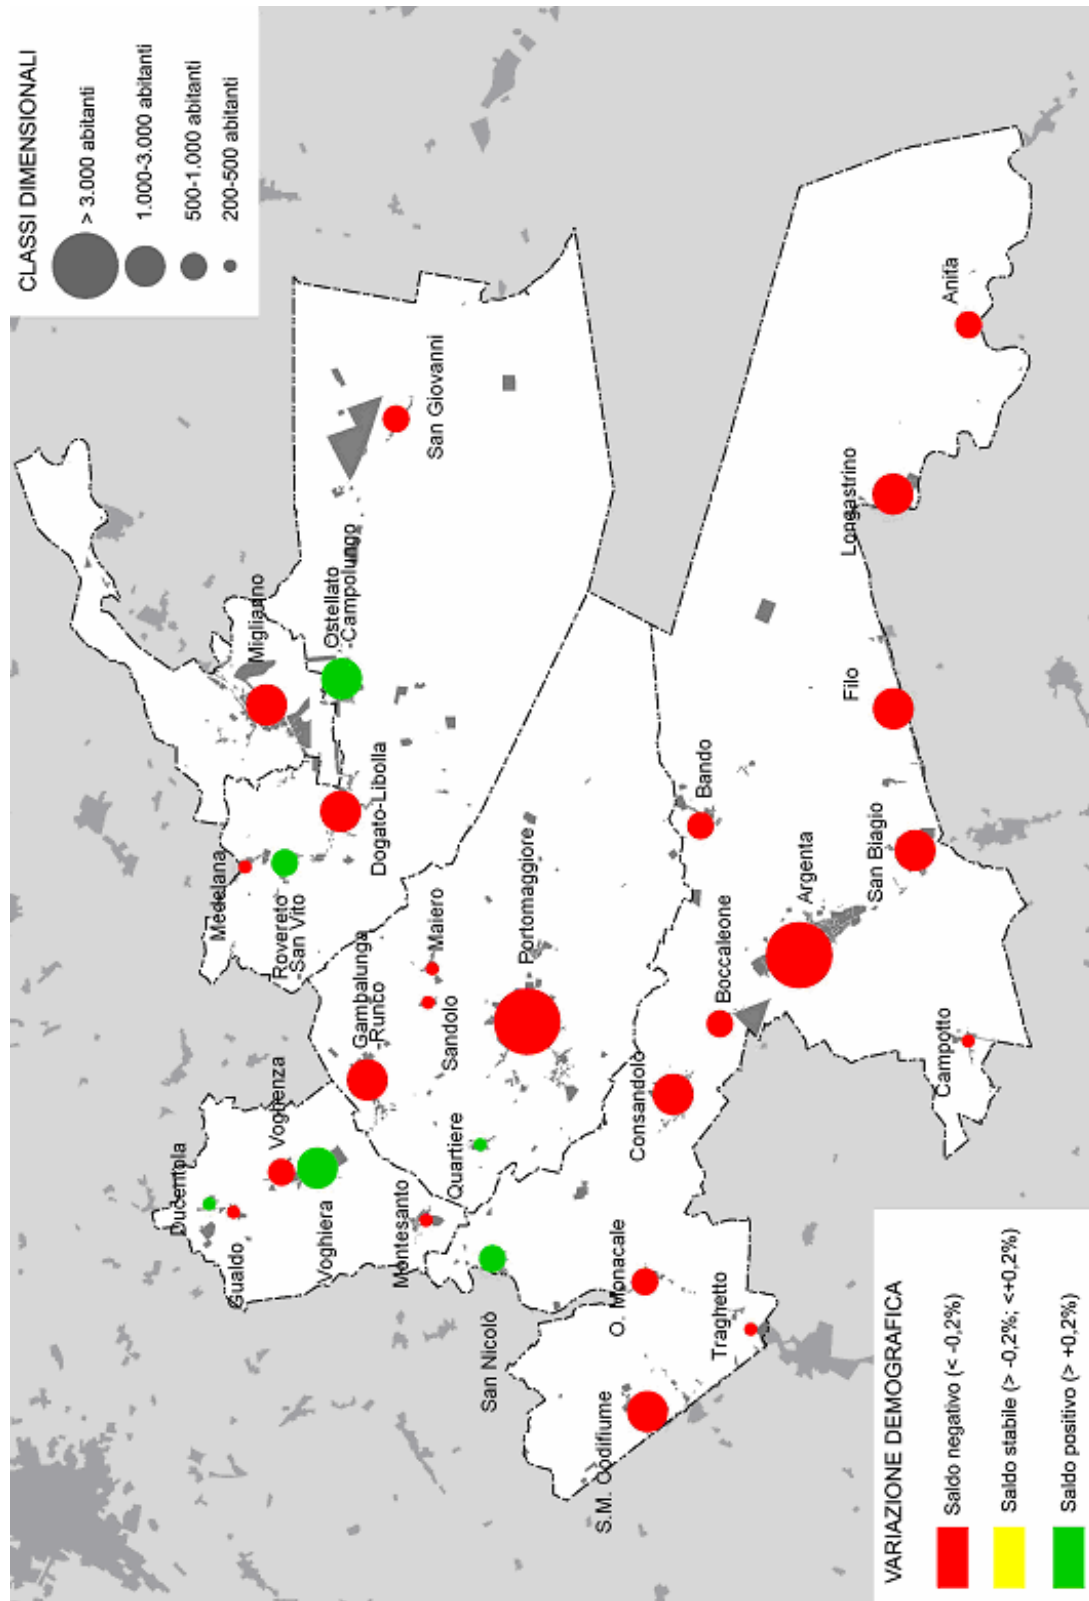 CLASSI DIMENSIONALI
> 3.000 abitanti
1.000-3.000 abitanti
500-1.000 abitanti
200-500 abitanti
Migliarino
Ostellato
-Campolungo
San Giovanni
Medelana
Rovereto
-San Vito
Dogato-Libolla
Ducentola
Gualdo
Voghenza
Voghiera
Montesanto
Gambalunga
-Runco
Sandolo
Maiero
Quartiere
Portomaggiore
San Nicolò
S.M. Codifiume
O. Monacale
Traghetto
Consandolo
Boccaleone
Argenta
Bando
Campotto
San Biagio
Filo
Longastrino
Anita
VARIAZIONE DEMOGRAFICA
Saldo negativo (< -0,2%)
Saldo stabile (> -0,2%; <+0,2%)
Saldo positivo (> +0,2%)